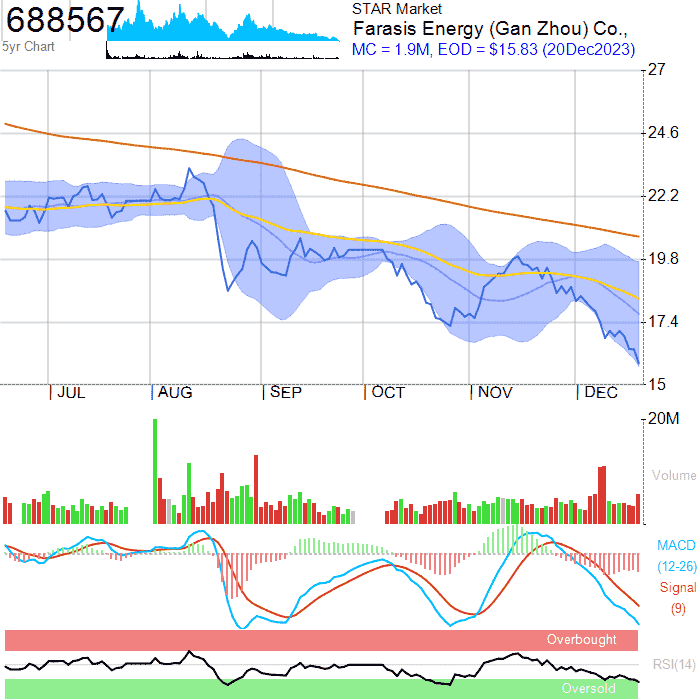 688567
5yr Chart
STAR Market
Farasis Energy (Gan Zhou) Co.,
MC = 1.9M, EOD = $15.83 (20Dec2023)
27
24.6
22.2
19.8
17.4
15
JUL AUG SEP OCT NOV DEC
20M
Volume
MACD
(12-26)
Signal
(9)
Overbought
RSI(14)
Oversold